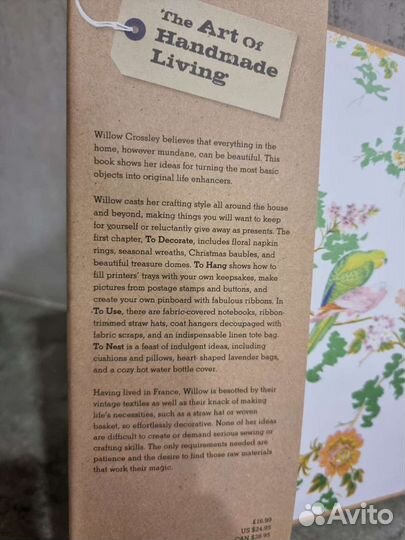 The Art Of
Handmade
Living
Willow Crossley believes that everything in the
home, however mundane, can be beautiful. This
book shows her ideas for turning the most basic
objects into original life enhancers.
Willow casts her crafting style all around the house
and beyond, making things you will want to keep
for yourself or reluctantly give away as presents. The
first chapter, To Decorate, includes floral napkin
rings, seasonal wreaths, Christmas baubles, and
beautiful treasure domes. To Hang shows how to
fill printers' trays with your own keepsakes, make
pictures from postage stamps and buttons, and
create your own pinboard with fabulous ribbons. In
To Use, there are fabric-covered notebooks, ribbon-
trimmed straw hats, coat hangers decoupaged with
fabric scraps, and an indispensable linen tote bag.
To Nest is a feast of indulgent ideas, including
cushions and pillows, heart-shaped lavender bags,
and a cozy hot water bottle cover.
Having lived in France, Willow is besotted by their
vintage textiles as well as their knack of making
life's necessities, such as a straw hat or woven
basket, so effortlessly decorative. None of her ideas
are difficult to create or demand serious sewing or
crafting skills. The only requirements needed are
patience and the desire to find those raw materials
that work their magic.
£16.99
US $24.95
CAN $26.95
Avito